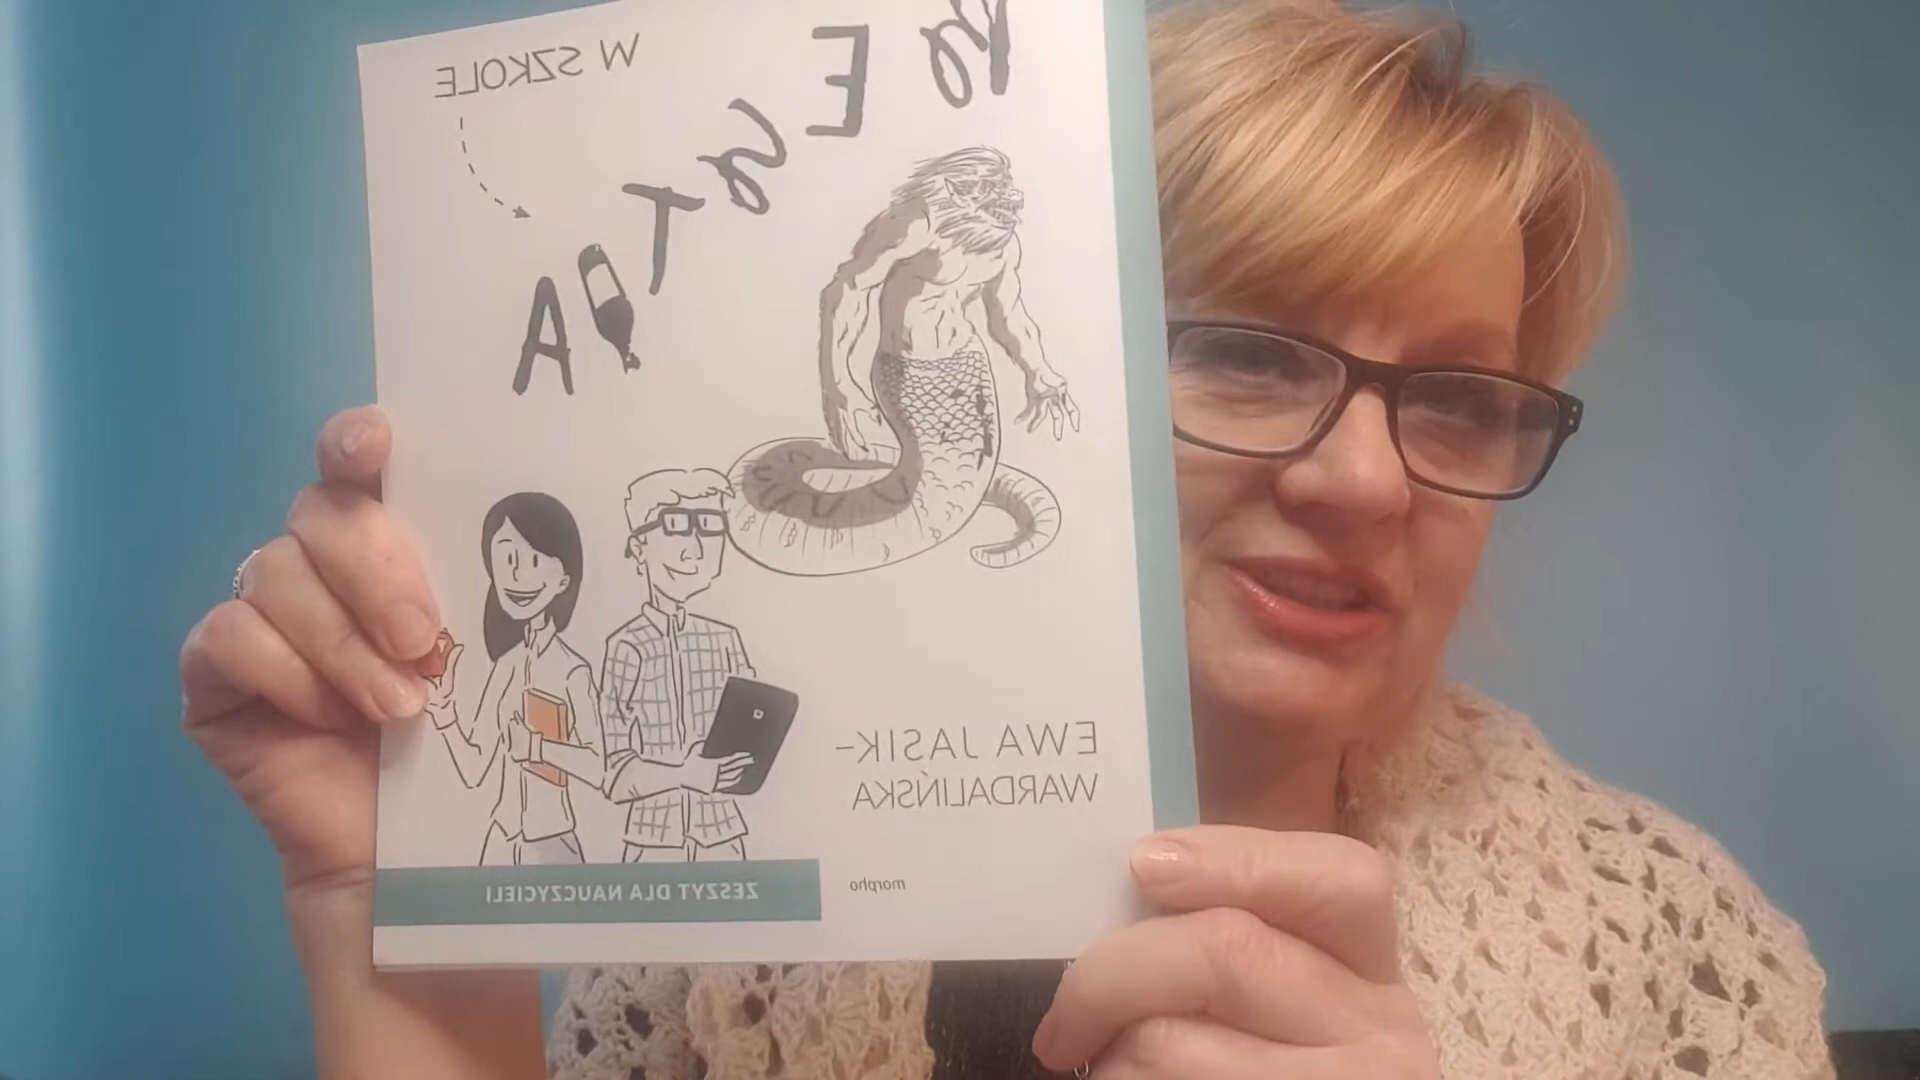 BESTIA
W SZKOLE
EWA JASIK-
WARDALIŃSKA
morpho
ZESZYT DLA NAUCZYCIELI